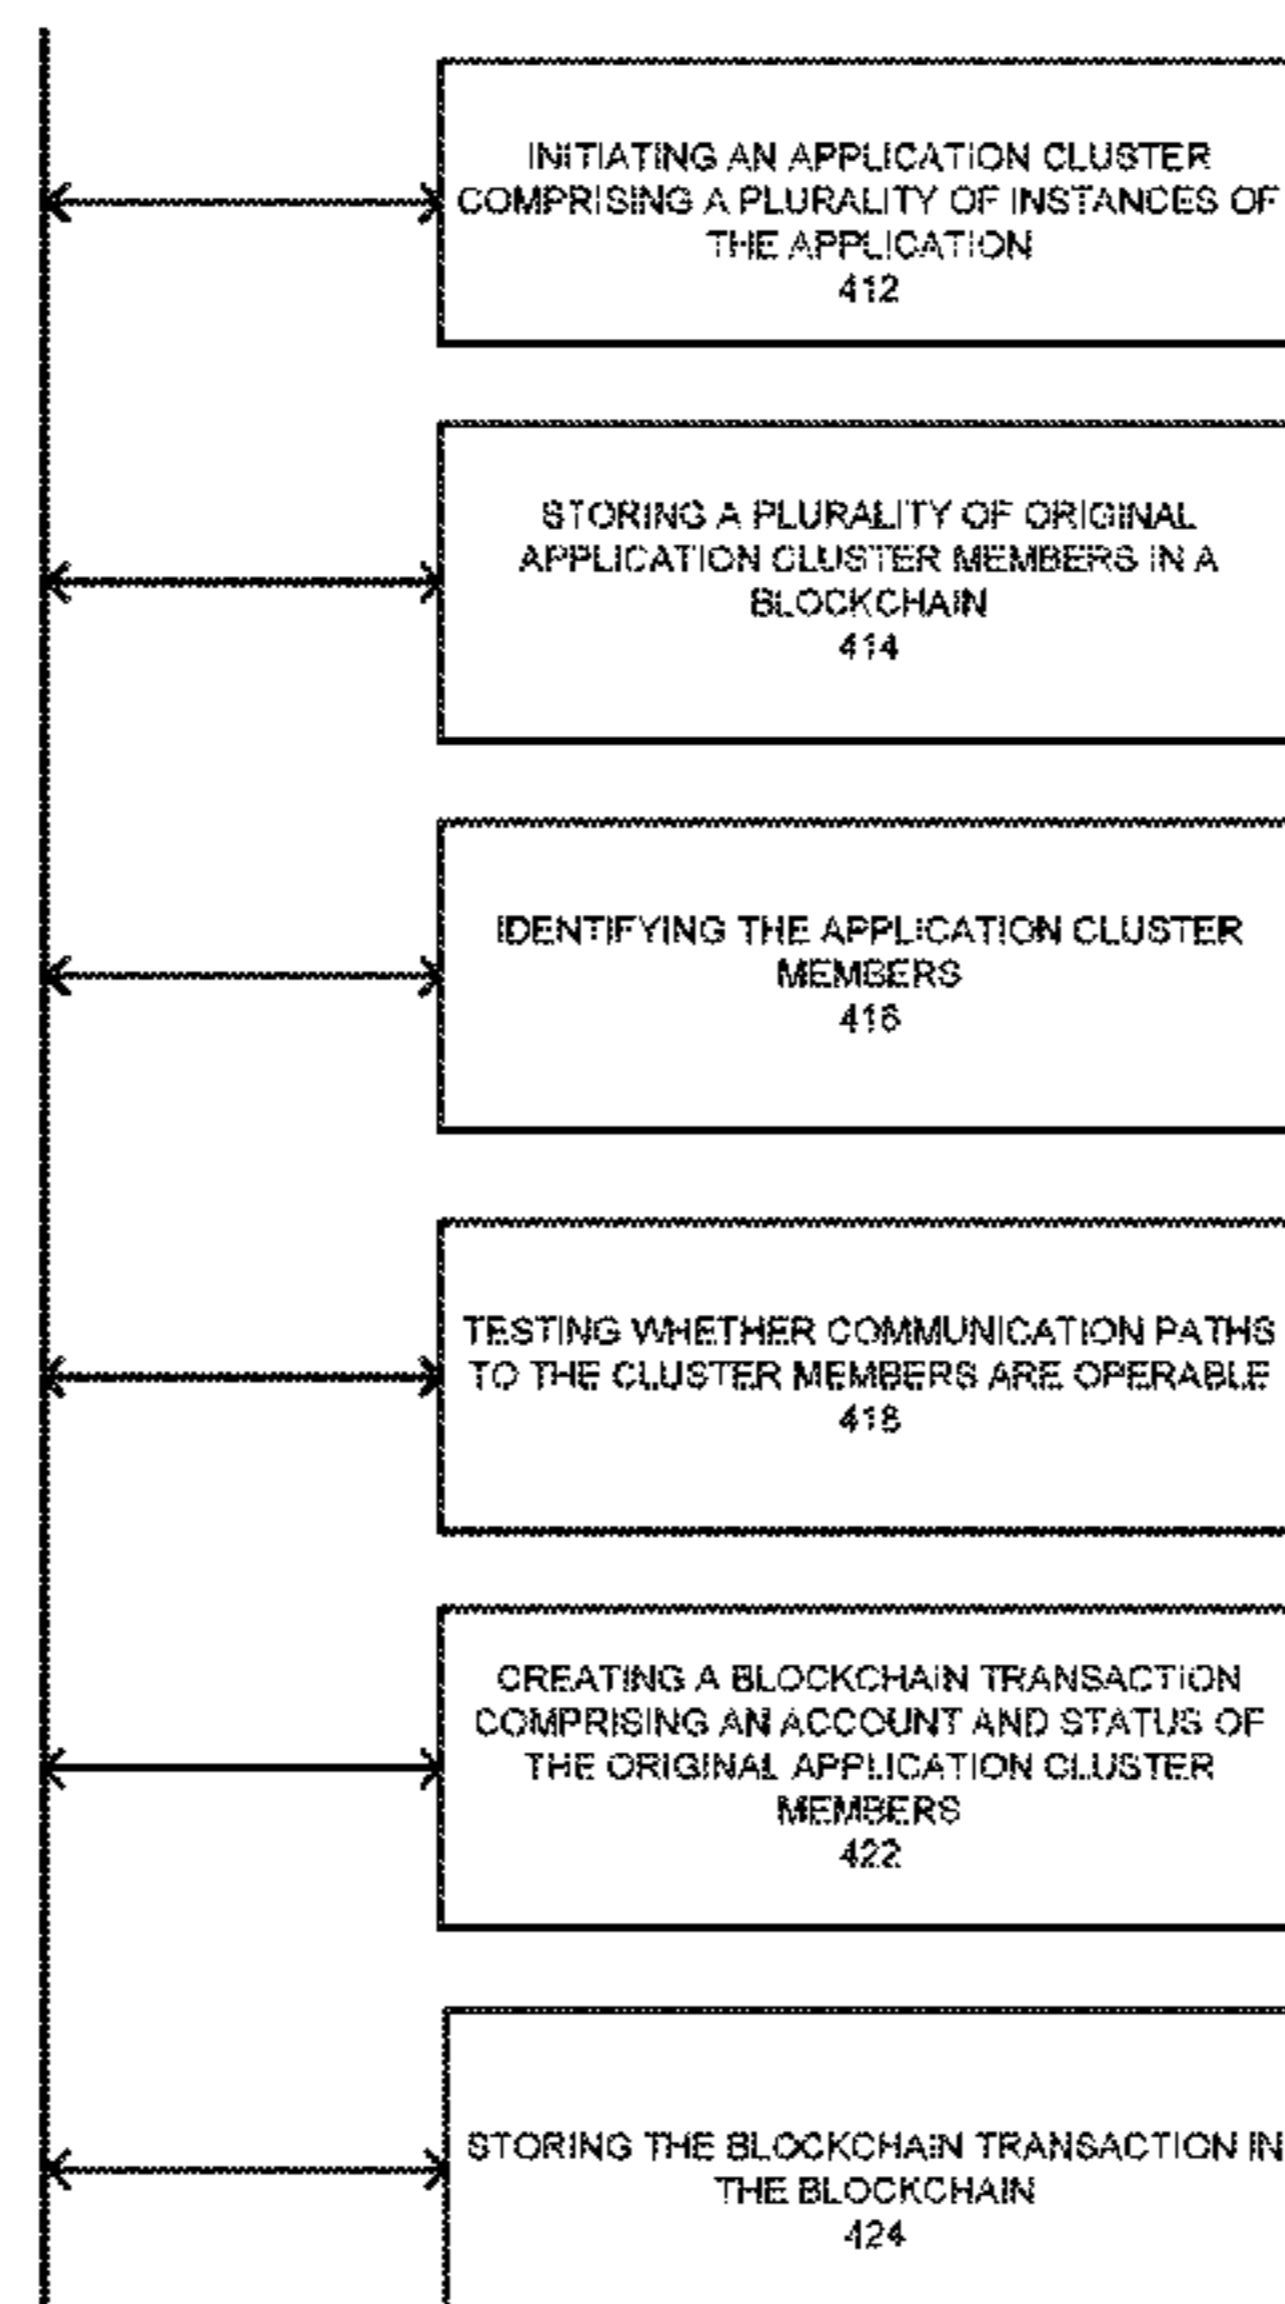 INITIATING AN APPLICATION CLUSTER
COMPRISING A PLURALITY OF INSTANCES OF
THE APPLICATION
412
STORING A PLURALITY OF ORIGINAL
APPLICATION CLUSTER MEMBERS IN A
BLOCKCHAIN
414
IDENTIFYING THE APPLICATION CLUSTER
MEMBERS
416
TESTING WHETHER COMMUNICATION PATHS
TO THE CLUSTER MEMBERS ARE OPERABLE
418
CREATING A BLOCKCHAIN TRANSACTION
COMPRISING AN ACCOUNT AND STATUS OF
THE ORIGINAL APPLICATION CLUSTER
MEMBERS
422
STORING THE BLOCKCHAIN TRANSACTION IN
THE BLOCKCHAIN
424